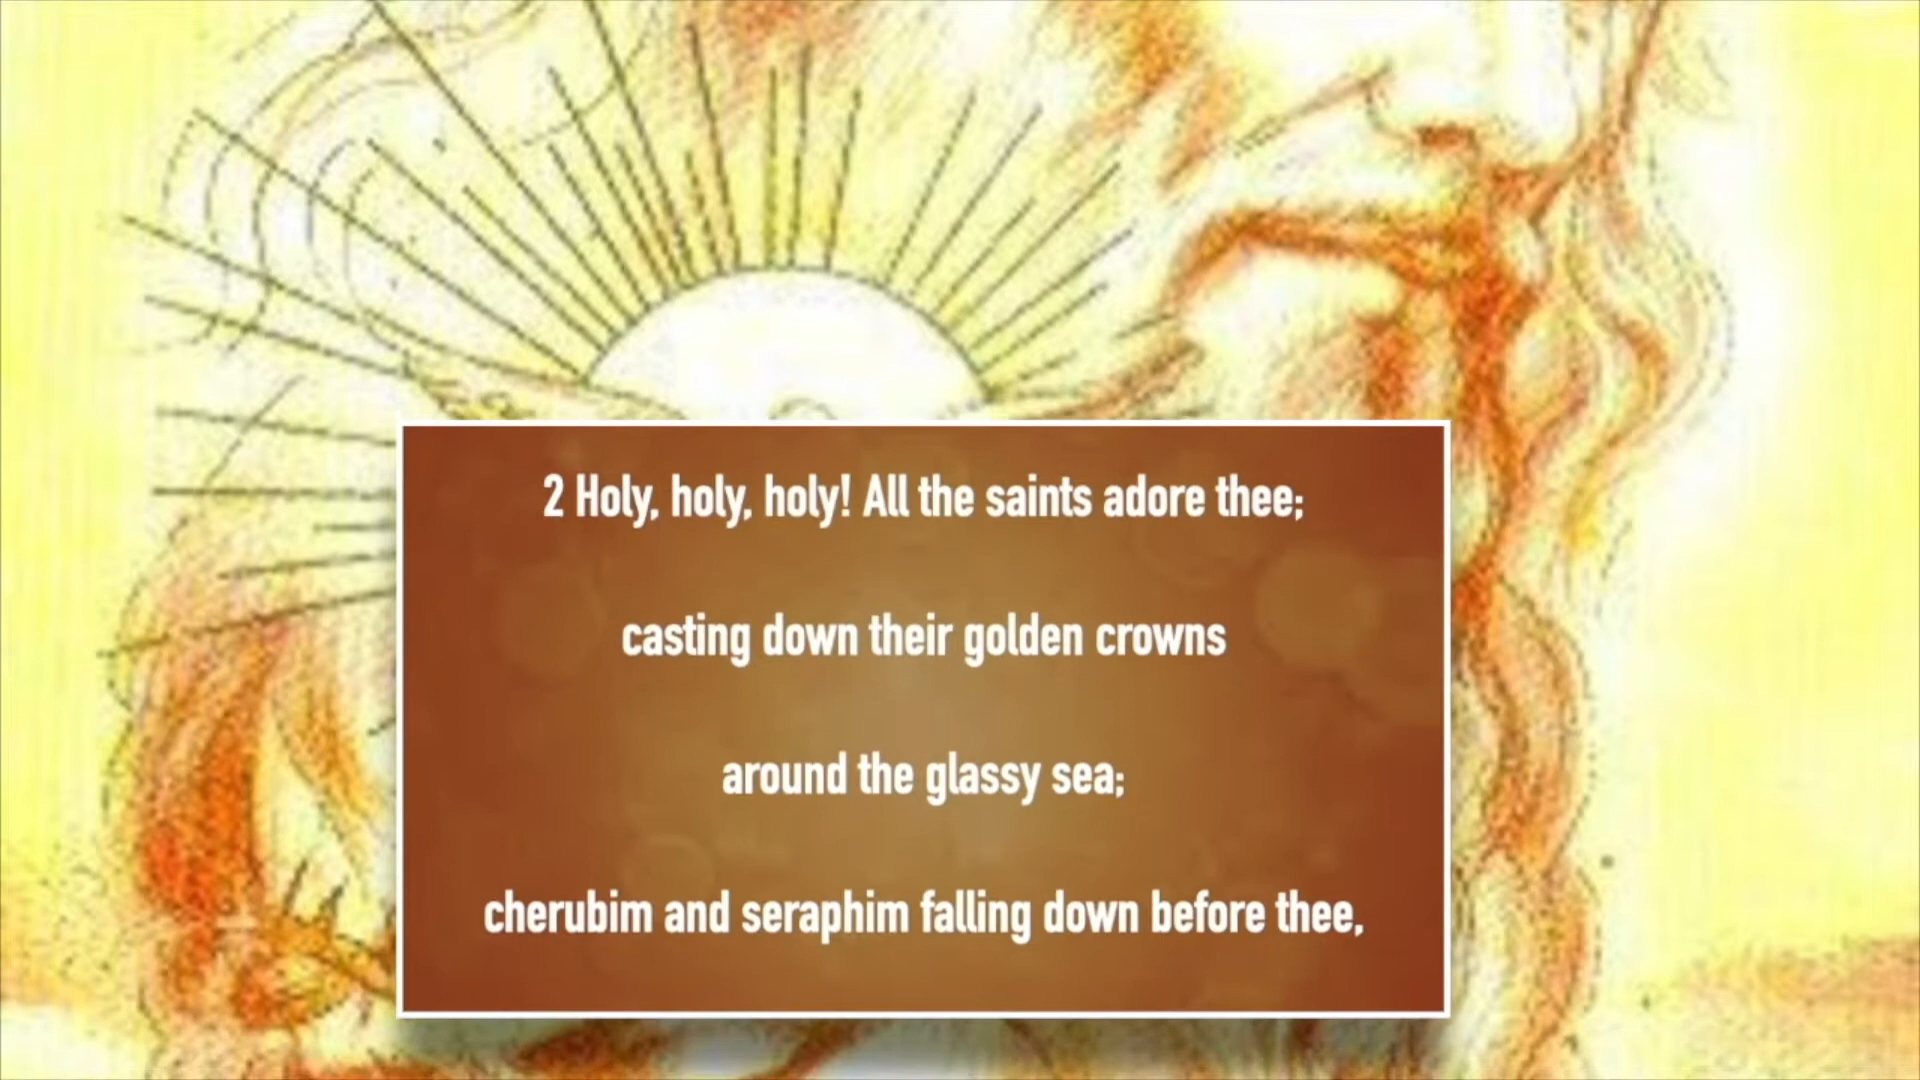 2 Holy, holy, holy! All the saints adore thee;
casting down their golden crowns
around the glassy sea;
cherubim and seraphim falling down before thee,